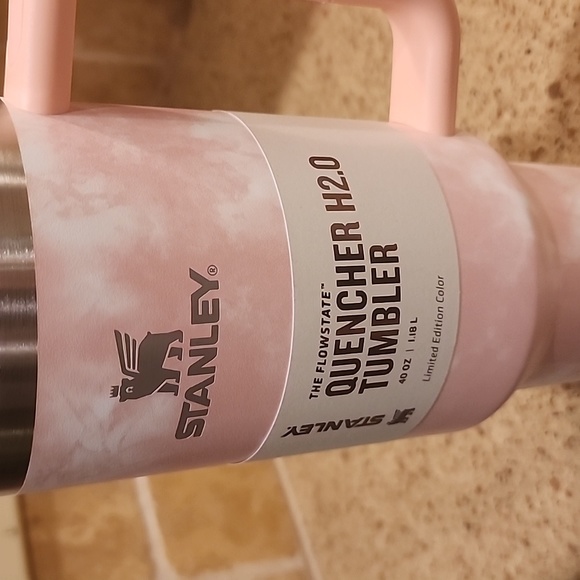 STANLEY®
THE FLOWSTATE™
QUENCHER H2.0
TUMBLER
40 OZ | 1.18 L
Limited Edition Color
STANLEY